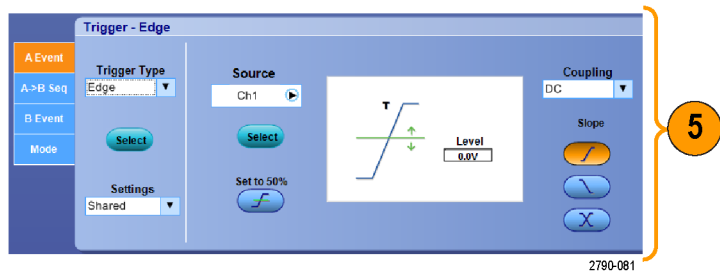 Trigger - Edge
A Event
A->B Seq
B Event
Mode
Trigger Type
Edge
Select
Settings
Shared
Source
Ch1
Select
Set to 50%
T
Level
0.0V
Coupling
DC
Slope
5
2790-081